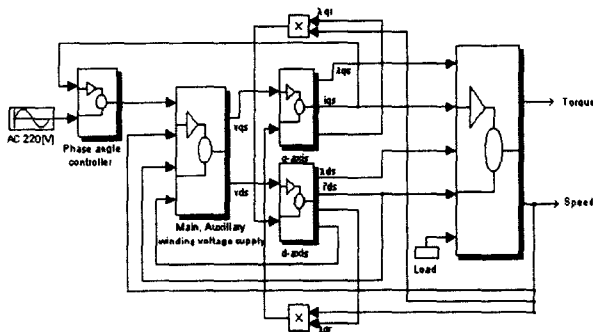 λqr
X
λqs
iqs
AC 220[V]
Phase angle
controller
vqs
vds
q-axis
λds
ids
Main, Auxiliary
winding voltage supply
d-axis
Torque
Speed
Load
X
λdr